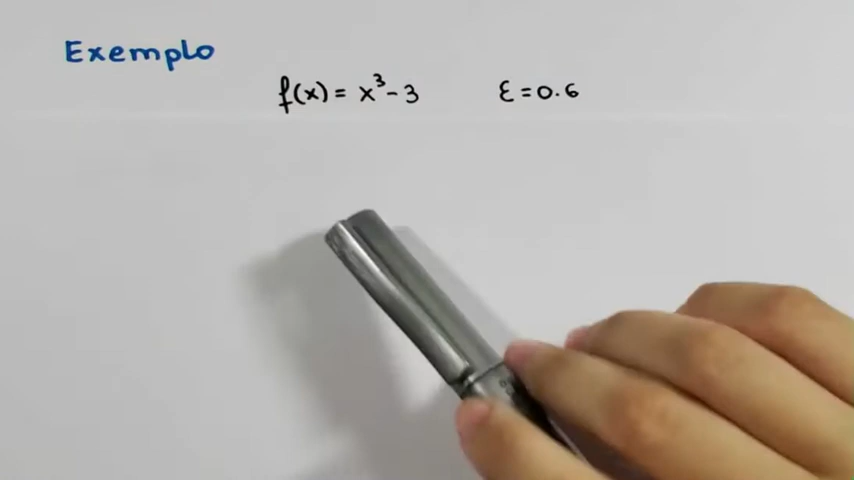 Exemplo
f(x) = x³ - 3 ε = 0.6